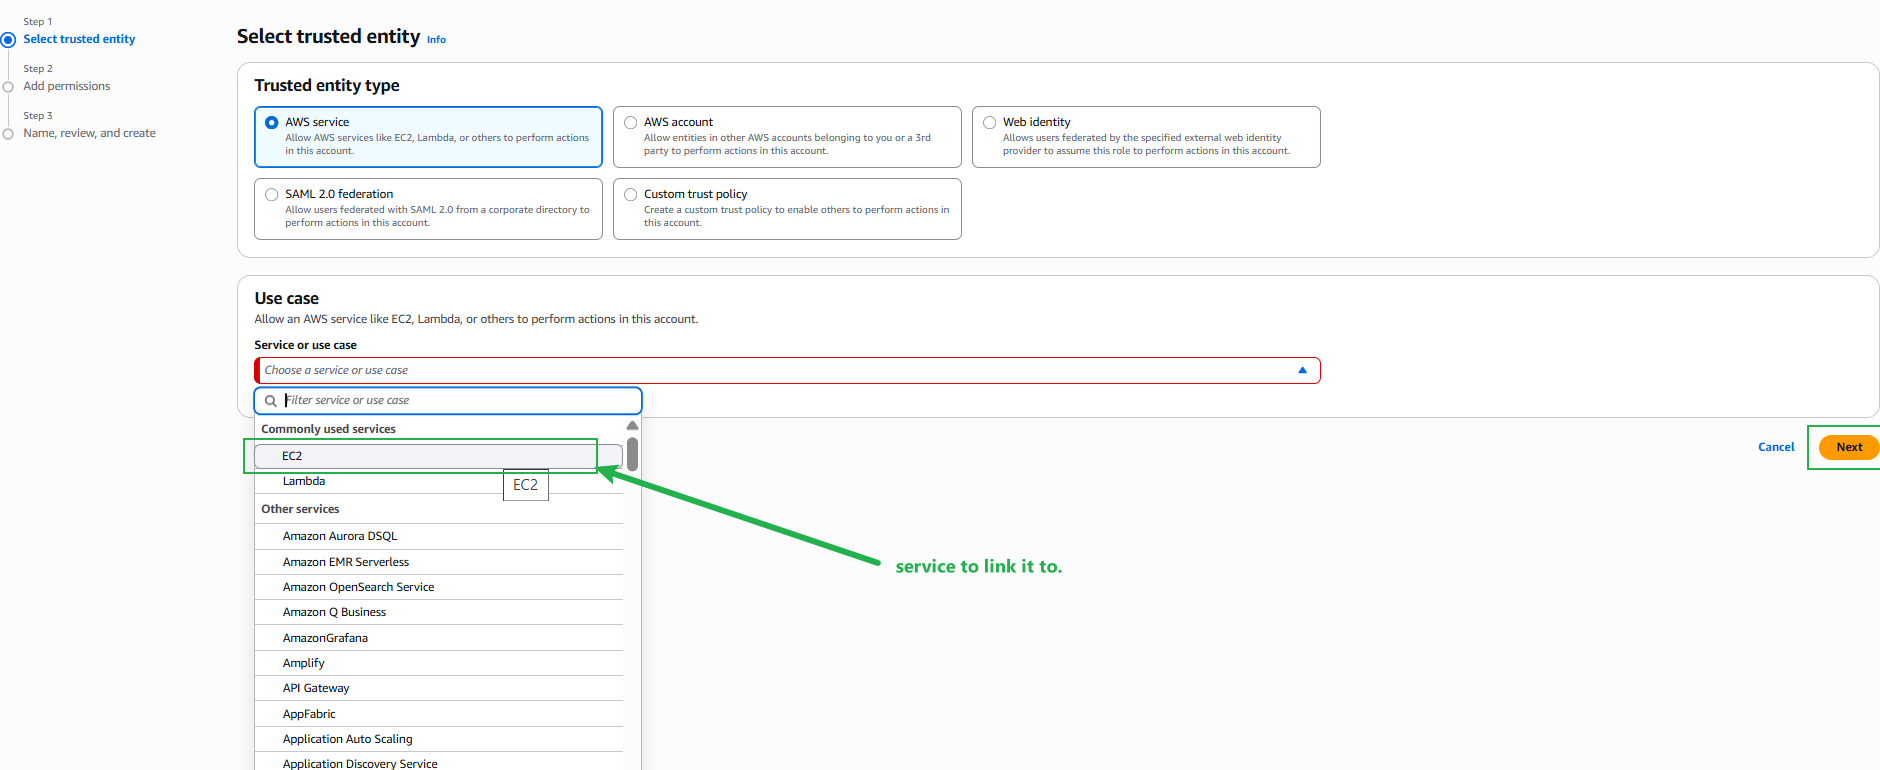 Step 1
Select trusted entity
Step 2
Add permissions
Step 3
Name, review, and create
Select trusted entity Info
Trusted entity type
AWS service
Allow AWS services like EC2, Lambda, or others to perform actions
in this account.
AWS account
Allow entities in other AWS accounts belonging to you or a 3rd
party to perform actions in this account.
Web identity
Allows users federated by the specified external web identity
provider to assume this role to perform actions in this account.
SAML 2.0 federation
Allow users federated with SAML 2.0 from a corporate directory to
perform actions in this account.
Custom trust policy
Create a custom trust policy to enable others to perform actions in
this account.
Use case
Allow an AWS service like EC2, Lambda, or others to perform actions in this account.
Service or use case
Choose a service or use case
Filter service or use case
Commonly used services
EC2
EC2
Lambda
Other services
Amazon Aurora DSQL
Amazon EMR Serverless
Amazon OpenSearch Service
Amazon Q Business
AmazonGrafana
Amplify
API Gateway
AppFabric
Application Auto Scaling
Application Discovery Service
Cancel
Next
service to link it to.